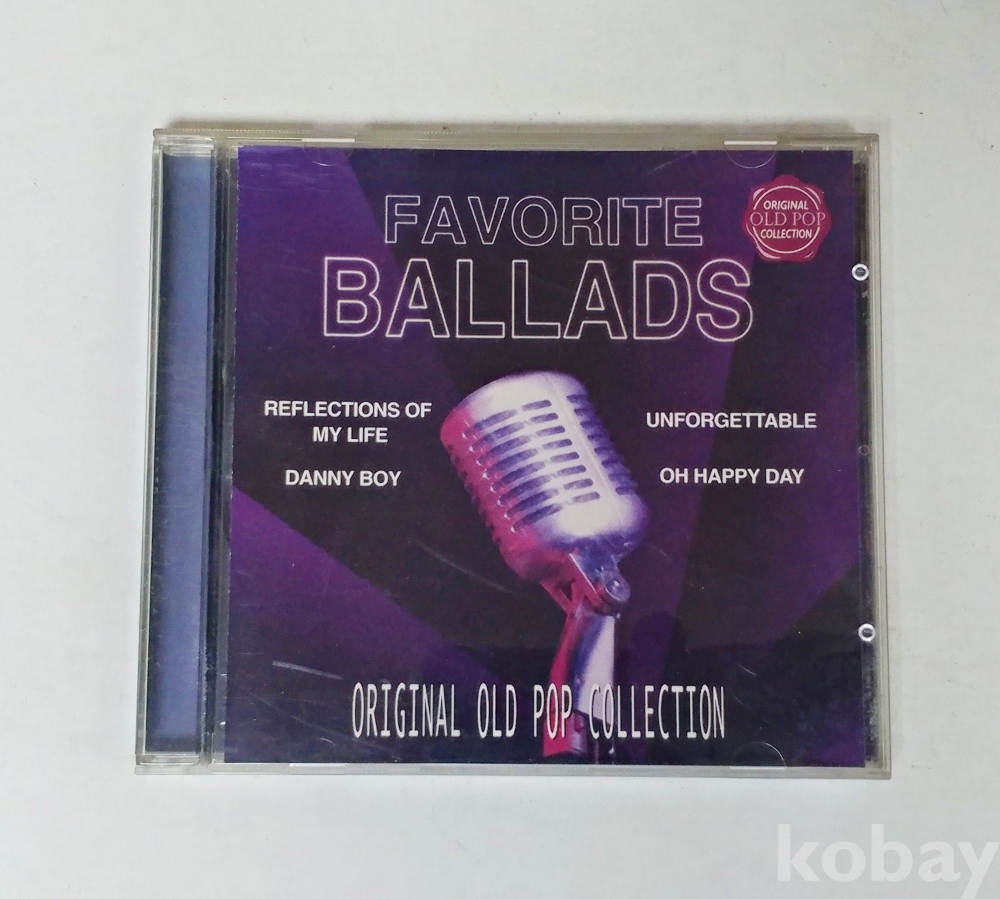 FAVORITE
BALLADS
ORIGINAL
OLD POP
COLLECTION
REFLECTIONS OF
MY LIFE
DANNY BOY
UNFORGETTABLE
OH HAPPY DAY
ORIGINAL OLD POP COLLECTION
kobay